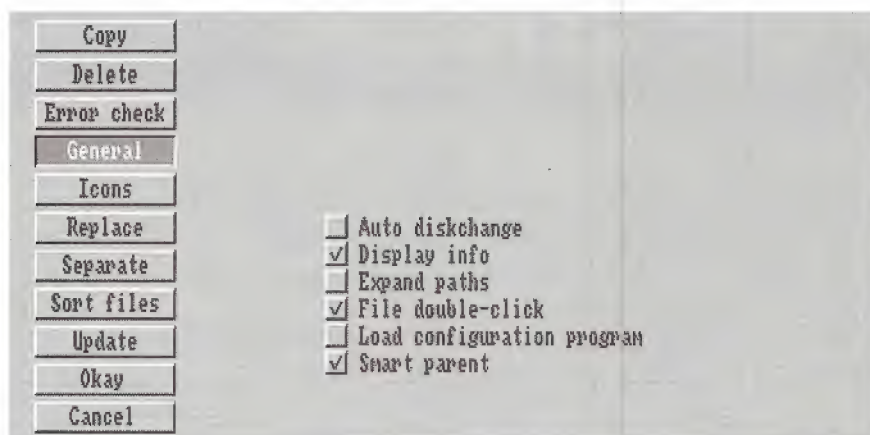 Copy
Delete
Error check
General
Icons
Replace
Separate
Sort files
Update
Okay
Cancel
Auto diskchange
Display info
Expand paths
File double-click
Load configuration program
Smart parent